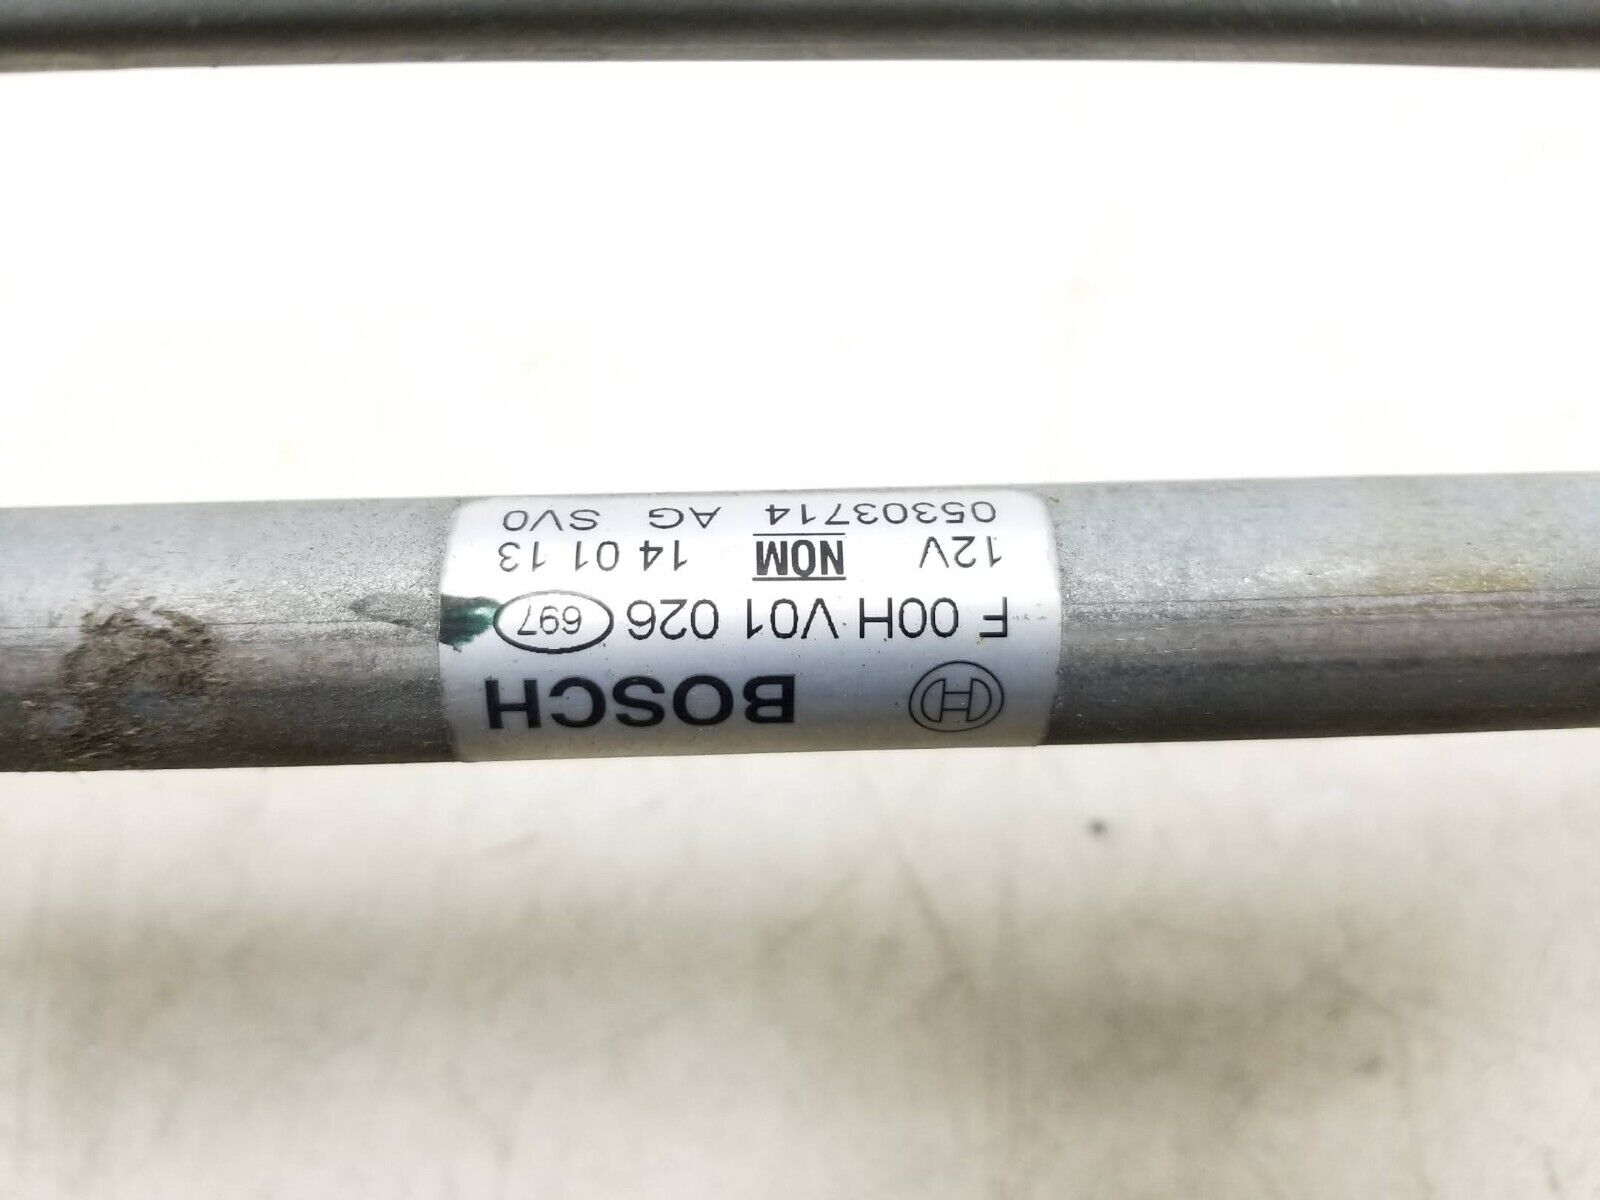 BOSCH
F 00H V01 026 697
12V NOM 14 01 13
05303714 AG SV0